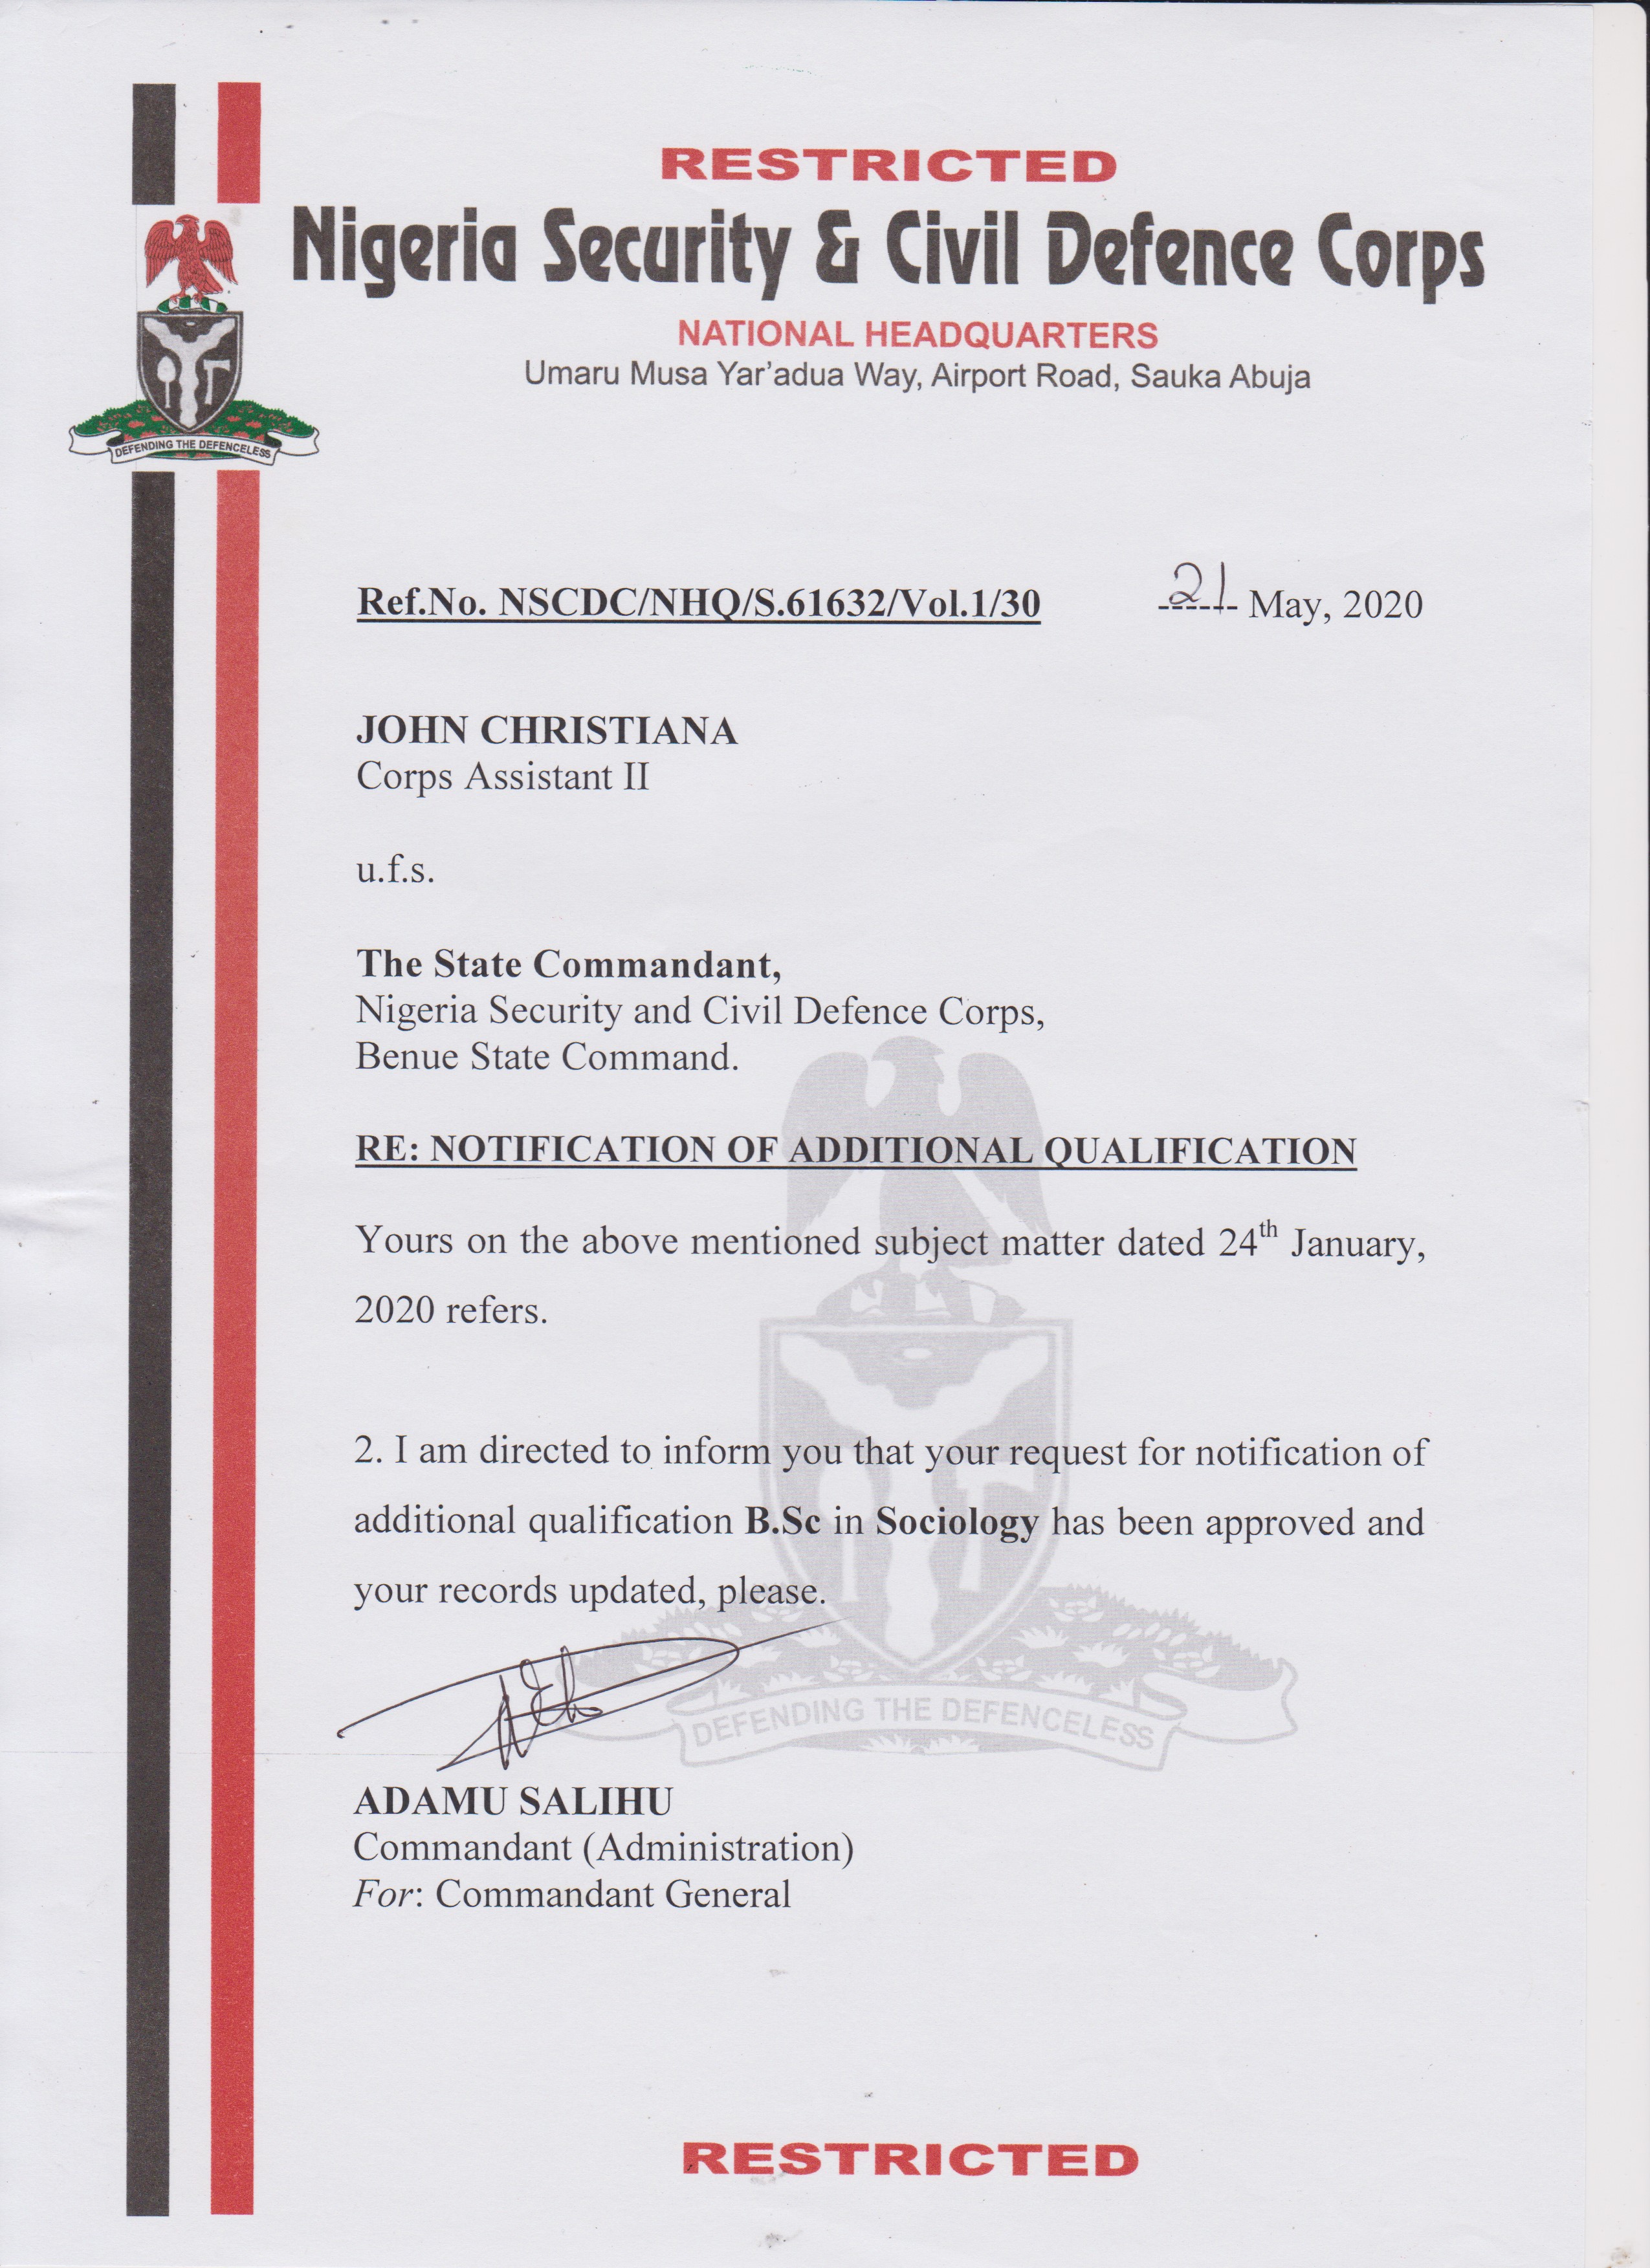 RESTRICTED
Nigeria Security & Civil Defence Corps
NATIONAL HEADQUARTERS
Umaru Musa Yar'adua Way, Airport Road, Sauka Abuja
DEFENDING THE DEFENCELESS
Ref.No. NSCDC/NHQ/S.61632/Vol.1/30 21 May, 2020
JOHN CHRISTIANA
Corps Assistant II
u.f.s.
The State Commandant,
Nigeria Security and Civil Defence Corps,
Benue State Command.
RE: NOTIFICATION OF ADDITIONAL QUALIFICATION
Yours on the above mentioned subject matter dated 24th January,
2020 refers.
2. I am directed to inform you that your request for notification of
additional qualification B.Sc in Sociology has been approved and
your records updated, please.
DEFENDING THE DEFENCELESS
ADAMU SALIHU
Commandant (Administration)
For: Commandant General
RESTRICTED